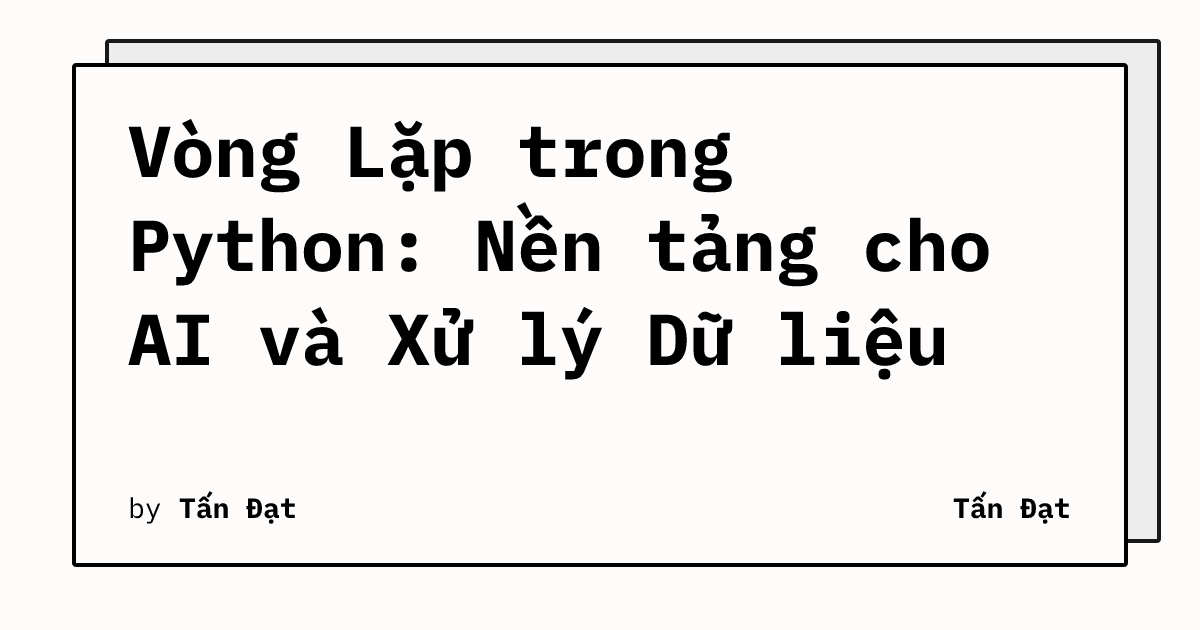 Vòng Lặp trong
Python: Nền tảng cho
AI và Xử lý Dữ liệu
by Tấn Đạt
Tấn Đạt